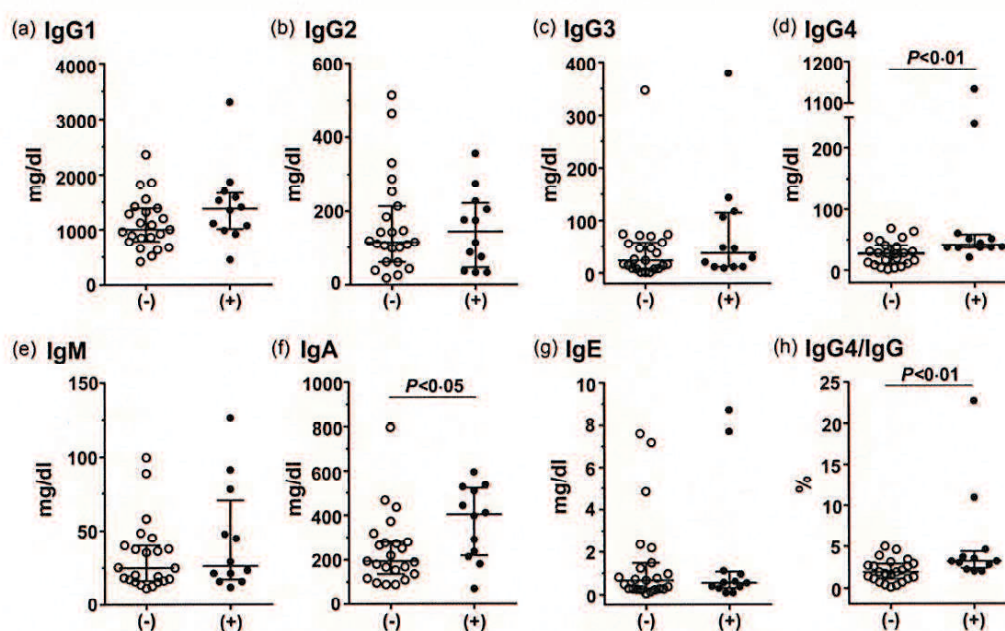 (a) IgG1
mg/dl
4000
3000
2000
1000
0
(-) (+)
(b) IgG2
mg/dl
600
400
200
0
(-) (+)
(c) IgG3
mg/dl
400
300
200
100
0
(-) (+)
(d) IgG4
P<0·01
mg/dl
1200
1100
200
100
0
(-) (+)
(e) IgM
mg/dl
150
100
50
0
(-) (+)
(f) IgA
P<0·05
mg/dl
1000
800
600
400
200
0
(-) (+)
(g) IgE
mg/dl
10
8
6
4
2
0
(-) (+)
(h) IgG4/IgG
P<0·01
%
25
20
15
10
5
0
(-) (+)